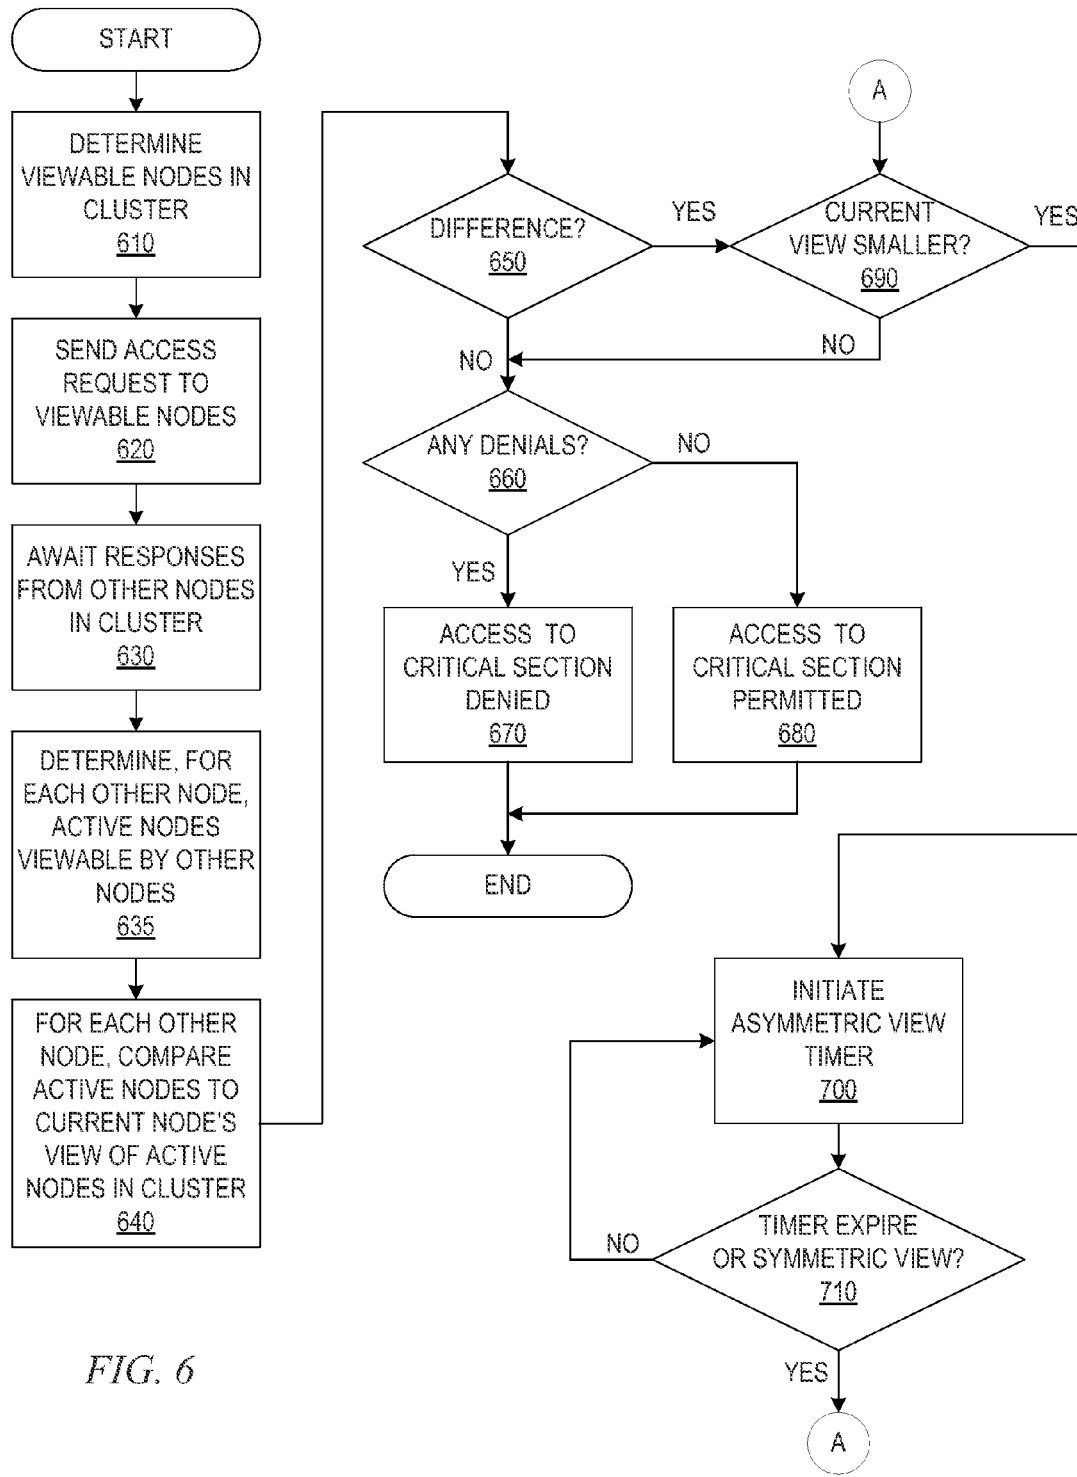 START
DETERMINE
VIEWABLE NODES IN
CLUSTER
610
SEND ACCESS
REQUEST TO
VIEWABLE NODES
620
AWAIT RESPONSES
FROM OTHER NODES
IN CLUSTER
630
DETERMINE, FOR
EACH OTHER NODE,
ACTIVE NODES
VIEWABLE BY OTHER
NODES
635
FOR EACH OTHER
NODE, COMPARE
ACTIVE NODES TO
CURRENT NODE'S
VIEW OF ACTIVE
NODES IN CLUSTER
640
DIFFERENCE?
650
YES
NO
A
CURRENT
VIEW SMALLER?
690
YES
NO
ANY DENIALS?
660
NO
YES
ACCESS TO
CRITICAL SECTION
DENIED
670
ACCESS TO
CRITICAL SECTION
PERMITTED
680
END
INITIATE
ASYMMETRIC VIEW
TIMER
700
TIMER EXPIRE
OR SYMMETRIC VIEW?
710
NO
YES
A
FIG. 6